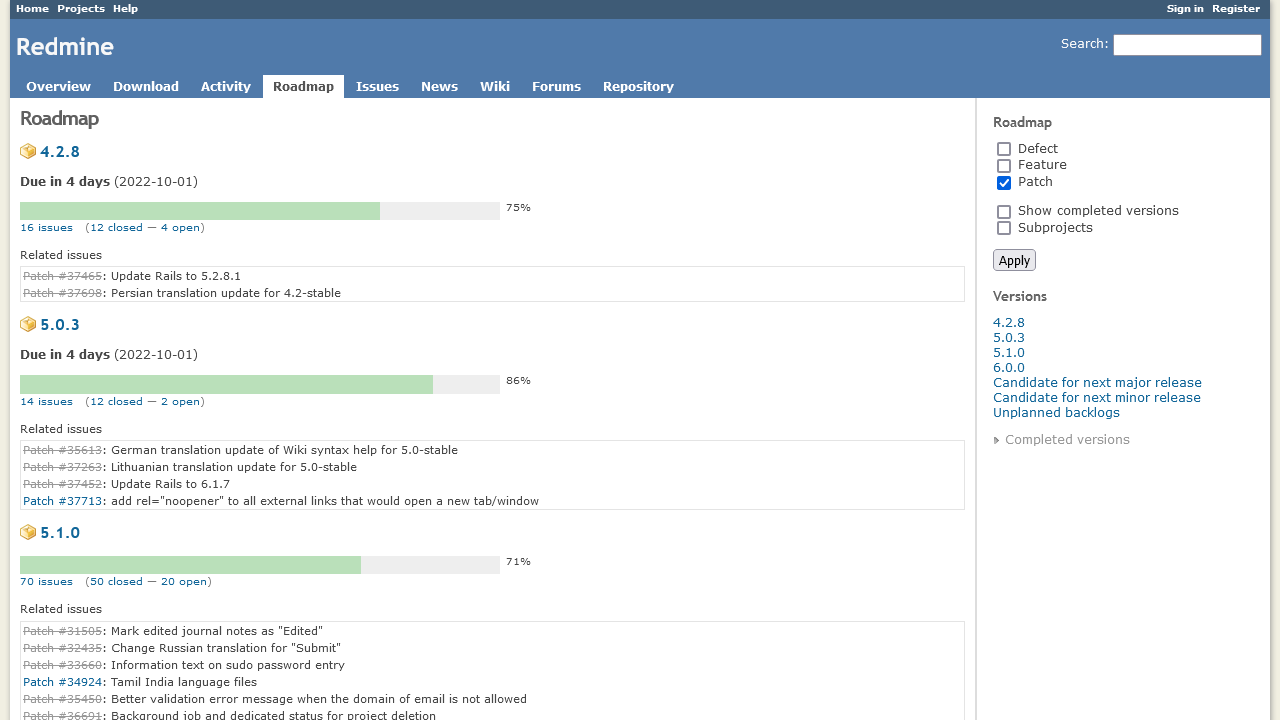 Home Projects Help Sign in Register
Redmine
Search:
Overview Download Activity Roadmap Issues News Wiki Forums Repository
Roadmap
4.2.8
Due in 4 days (2022-10-01)
75%
16 issues (12 closed — 4 open)
Related issues
Patch #37465: Update Rails to 5.2.8.1
Patch #37698: Persian translation update for 4.2-stable
5.0.3
Due in 4 days (2022-10-01)
86%
14 issues (12 closed — 2 open)
Related issues
Patch #35613: German translation update of Wiki syntax help for 5.0-stable
Patch #37263: Lithuanian translation update for 5.0-stable
Patch #37452: Update Rails to 6.1.7
Patch #37713: add rel="noopener" to all external links that would open a new tab/window
5.1.0
71%
70 issues (50 closed — 20 open)
Related issues
Patch #31505: Mark edited journal notes as "Edited"
Patch #32435: Change Russian translation for "Submit"
Patch #33660: Information text on sudo password entry
Patch #34924: Tamil India language files
Patch #35450: Better validation error message when the domain of email is not allowed
Patch #36691: Background job and dedicated status for project deletion
Roadmap
Defect
Feature
Patch
Show completed versions
Subprojects
Apply
Versions
4.2.8
5.0.3
5.1.0
6.0.0
Candidate for next major release
Candidate for next minor release
Unplanned backlogs
Completed versions